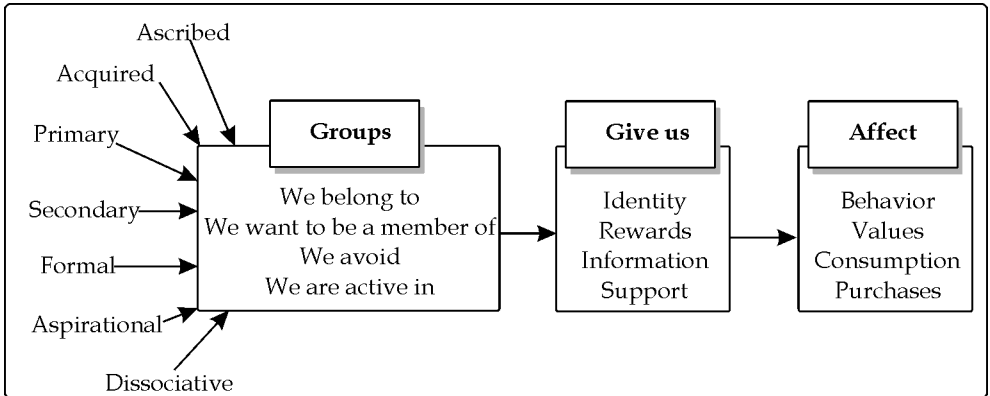 Ascribed
Acquired
Primary
Secondary
Formal
Aspirational
Dissociative
Groups
We belong to
We want to be a member of
We avoid
We are active in
Give us
Identity
Rewards
Information
Support
Affect
Behavior
Values
Consumption
Purchases